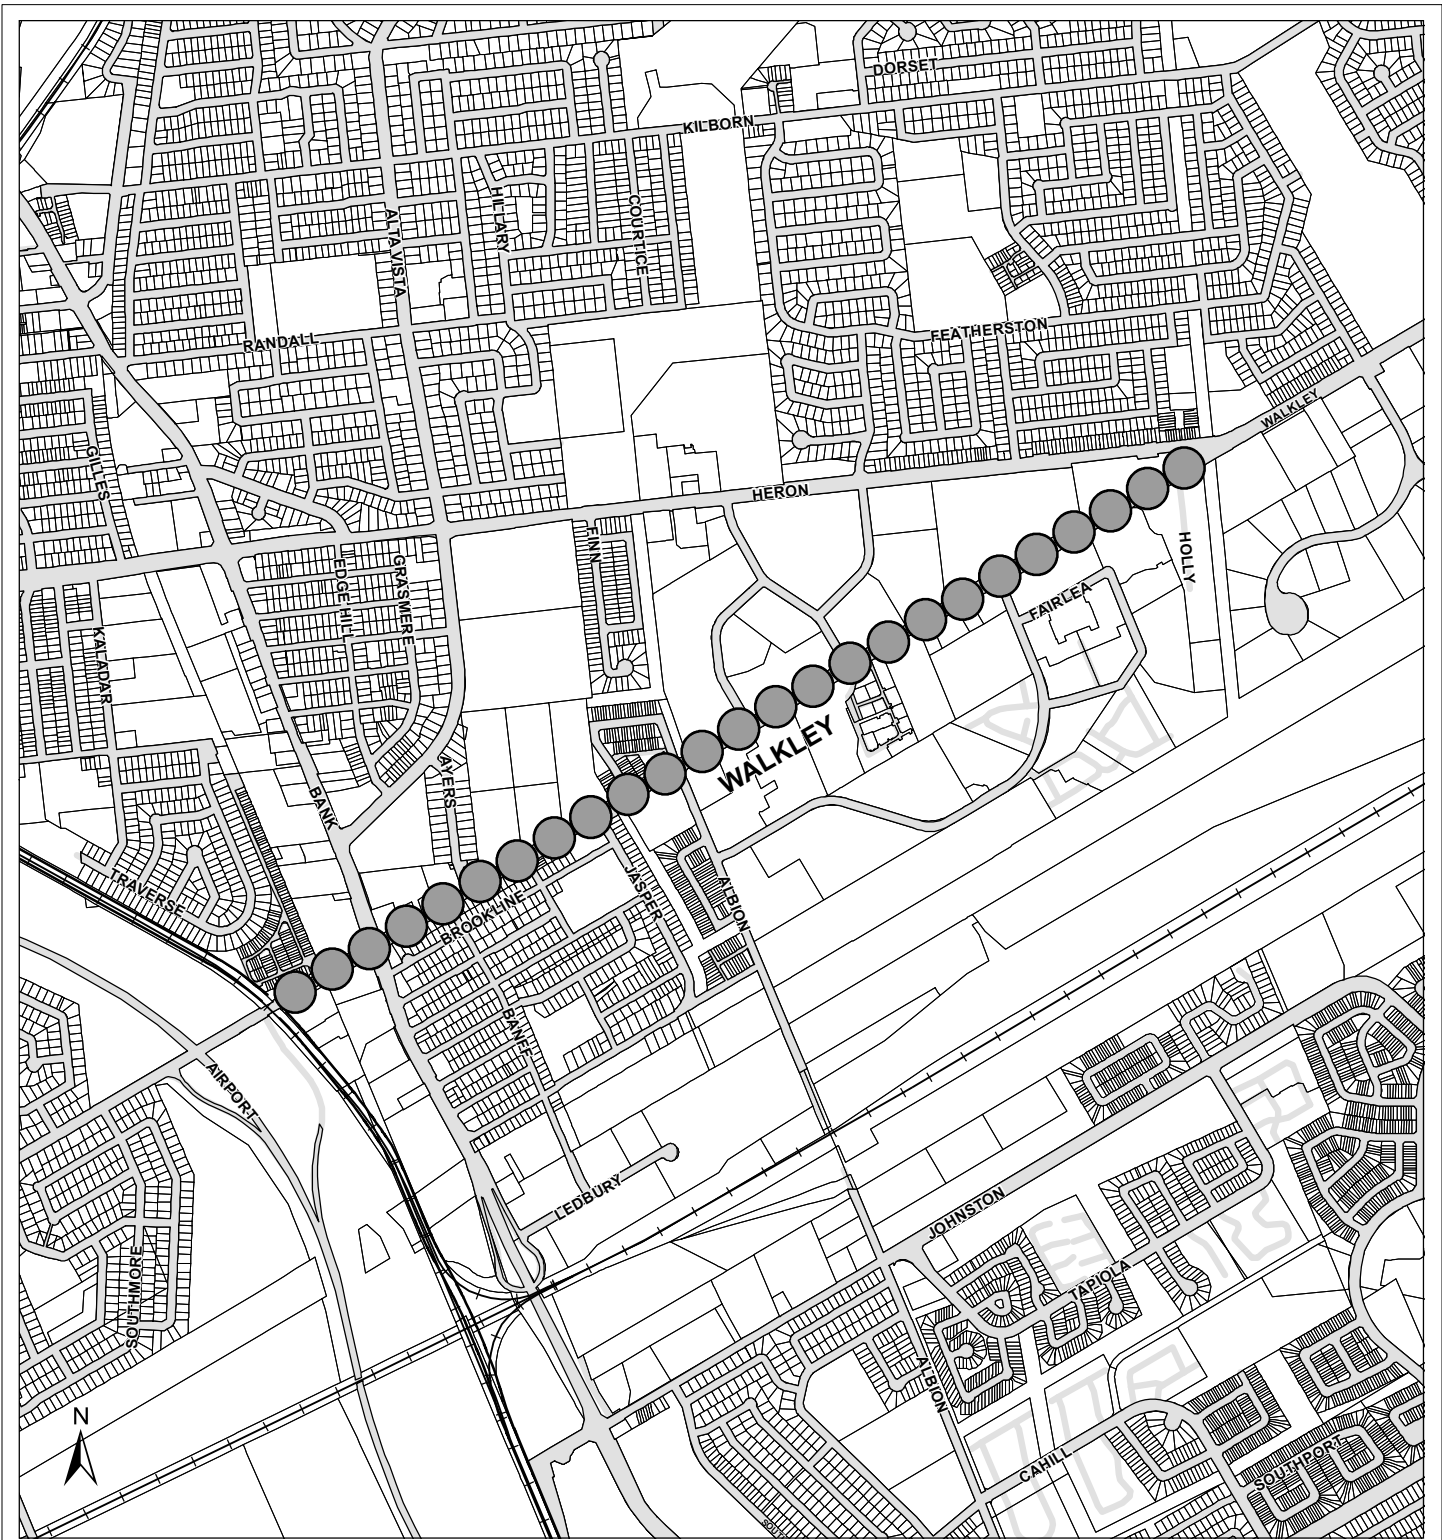 DORSET
KILBORN
HILLARY
COURTICE
ALTA VISTA
RANDALL
FEATHERSTON
WALKLEY
GILLES
HERON
FINN
HOLLY
EDGE HILL
GRASMERE
FAIRLEA
KALADAR
WALKLEY
AYERS
BANK
TRAVERSE
JASPER
ALBION
BROOKLINE
BANFF
AIRPORT
LEDBURY
JOHNSTON
SOUTHMORE
TAPIOLA
ALBION
N
CAHILL
SOUTHPORT